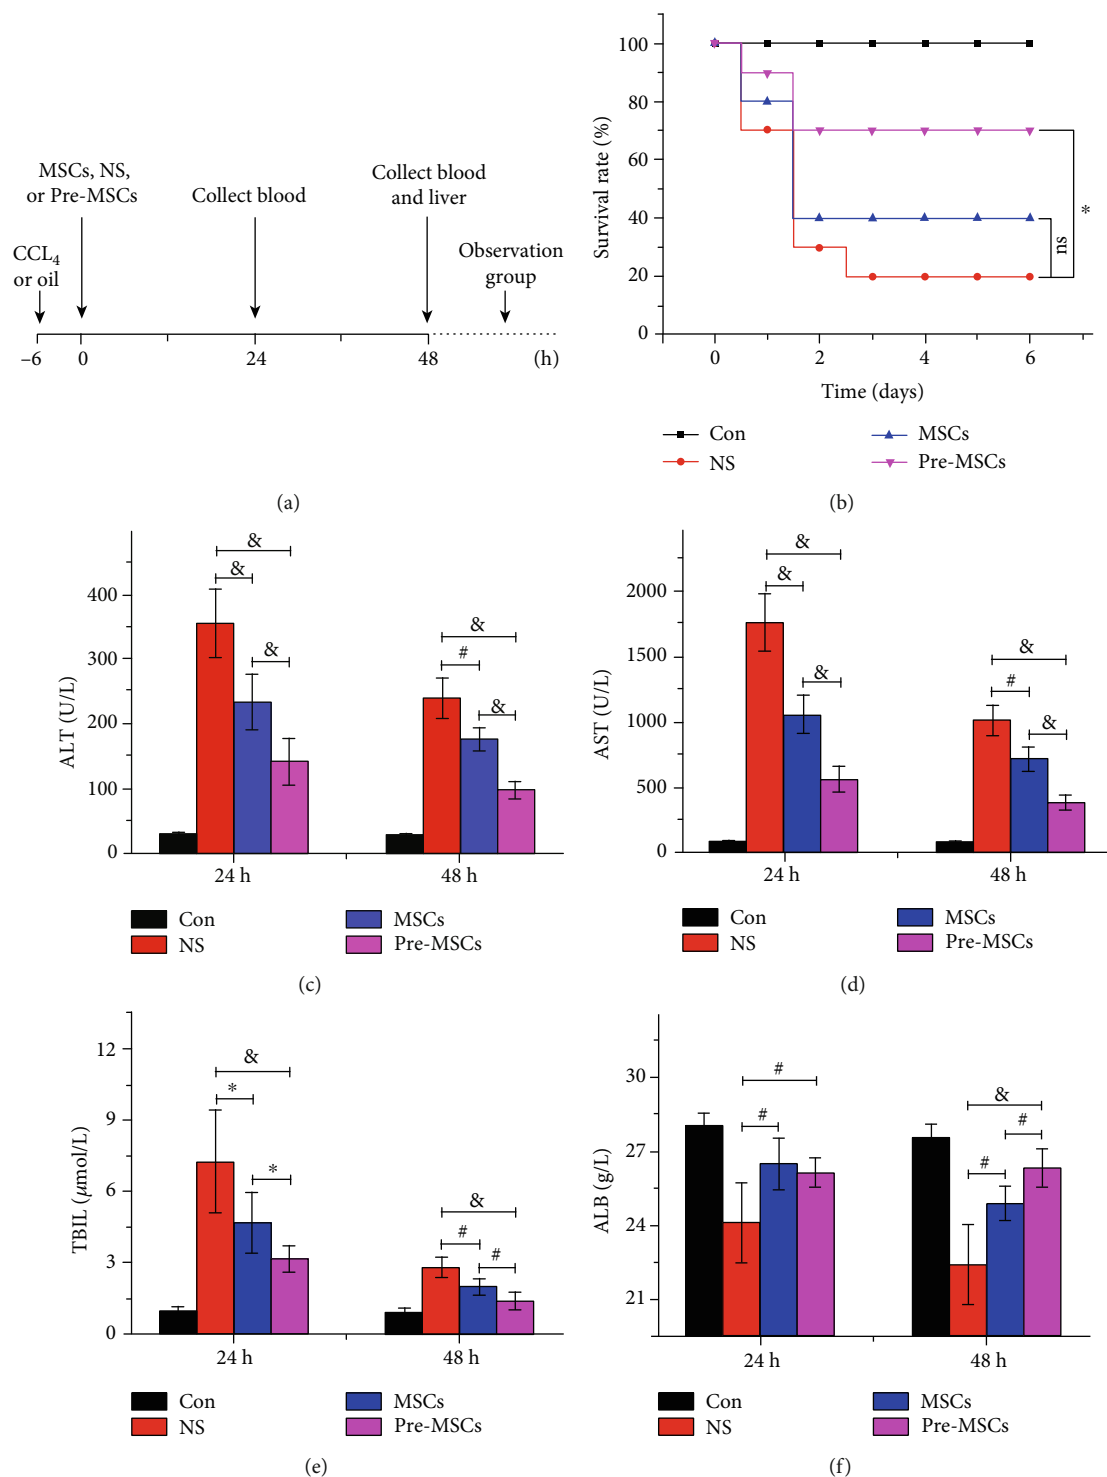 MSCs, NS,
or Pre-MSCs
Collect blood
Collect blood
and liver
CCL4
or oil
Observation
group
–6
0
24
48
(h)
(a)
100
80
60
40
20
0
Survival rate (%)
*
ns
0
2
4
6
Time (days)
Con
MSCs
NS
Pre-MSCs
(b)
400
300
200
100
0
ALT (U/L)
&
&
&
&
#
&
24 h
48 h
Con
MSCs
NS
Pre-MSCs
(c)
2000
1500
1000
500
0
AST (U/L)
&
&
&
&
#
&
24 h
48 h
Con
MSCs
NS
Pre-MSCs
(d)
12
9
6
3
0
TBIL (μmol/L)
&
*
*
&
#
#
24 h
48 h
Con
MSCs
NS
Pre-MSCs
(e)
30
27
24
21
ALB (g/L)
#
#
&
#
#
24 h
48 h
Con
MSCs
NS
Pre-MSCs
(f)